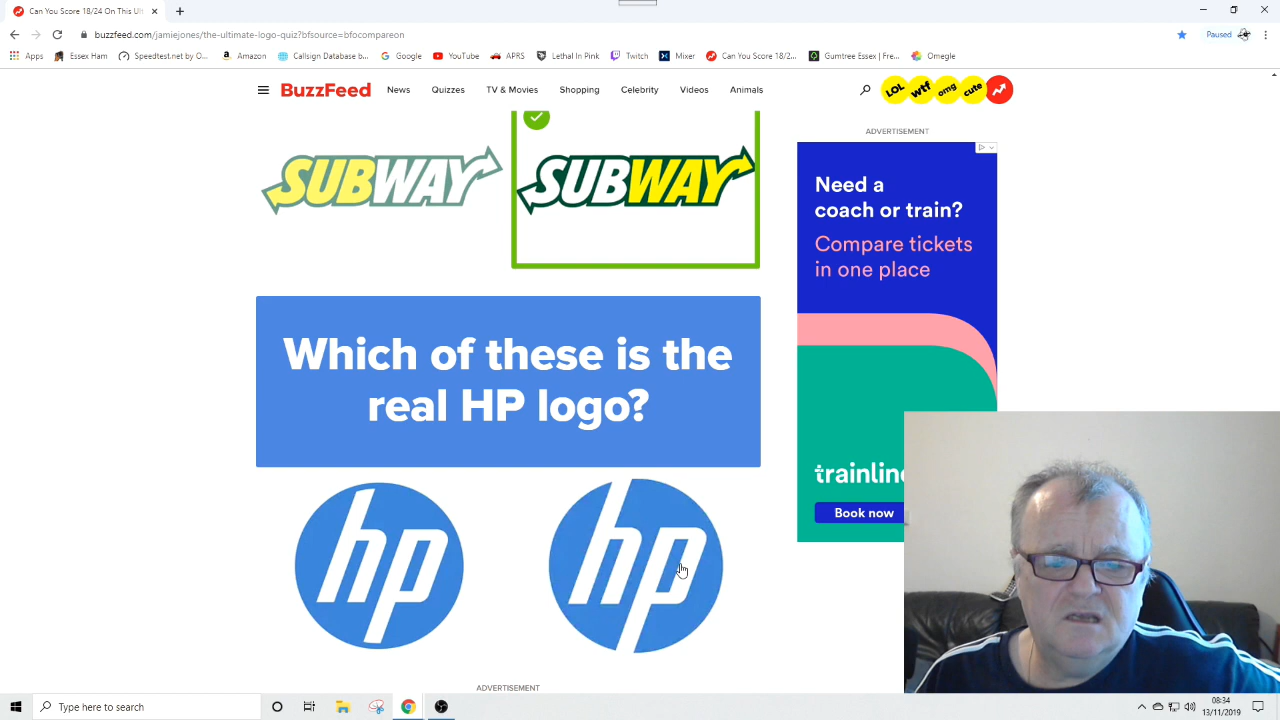 Can You Score 18/24 On This Ult
buzzfeed.com/jamiejones/the-ultimate-logo-quiz?bfsource=bfocompareon
Paused
Apps
Essex Ham
Speedtest.net by O...
Amazon
Callsign Database f...
Google
YouTube
APRS
Lethal In Pink
Twitch
Mixer
Can You Score 18/2...
Gumtree Essex | Fre...
Omegle
BuzzFeed
News
Quizzes
TV & Movies
Shopping
Celebrity
Videos
Animals
LOL
wtf
omg
cute
ADVERTISEMENT
SUBWAY
SUBWAY
Need a
coach or train?
Compare tickets
in one place
Which of these is the
real HP logo?
trainline
Book now
hp
hp
ADVERTISEMENT
Type here to search
08:34
13/11/2019